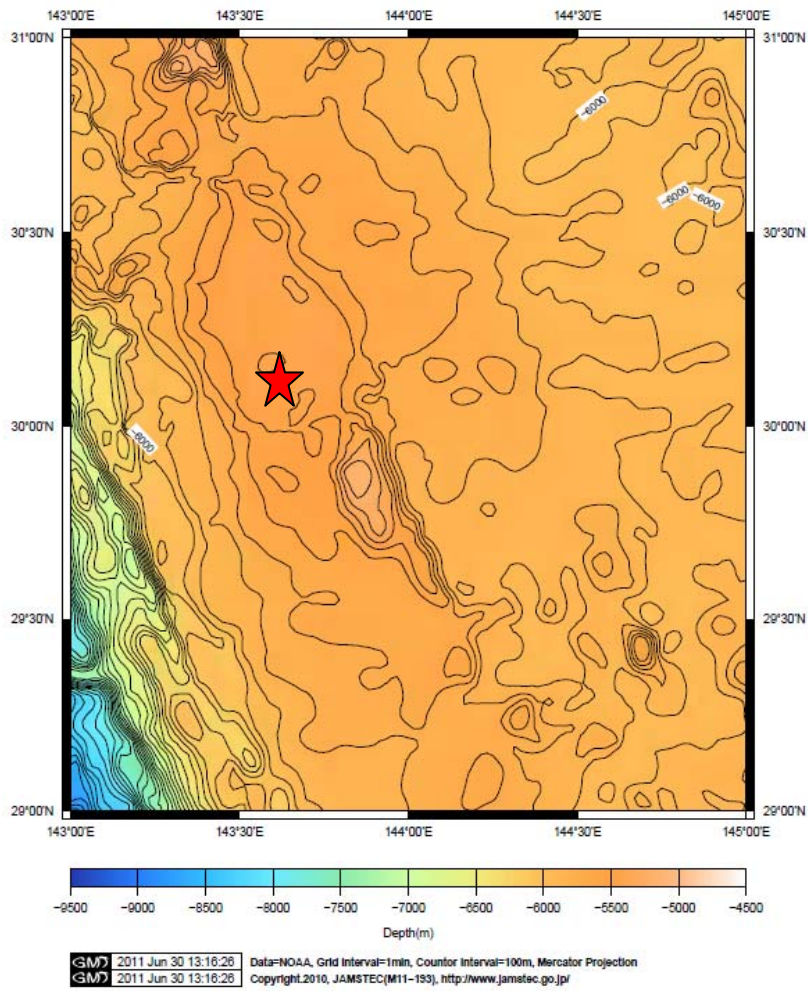 143°00'E 143°30'E 144°00'E 144°30'E 145°00'E
31°00'N 31°00'N
-6000
-6000 -6000
30°30'N 30°30'N
30°00'N 30°00'N
-6000
29°30'N 29°30'N
29°00'N 29°00'N
143°00'E 143°30'E 144°00'E 144°30'E 145°00'E
-9500 -9000 -8500 -8000 -7500 -7000 -6500 -6000 -5500 -5000 -4500
Depth(m)
GMT 2011 Jun 30 13:16:26 Data=NOAA, Grid Interval=1min, Countor Interval=100m, Mercator Projection
GMT 2011 Jun 30 13:16:26 Copyright.2010, JAMSTEC(M11-193), http://www.jamstec.go.jp/